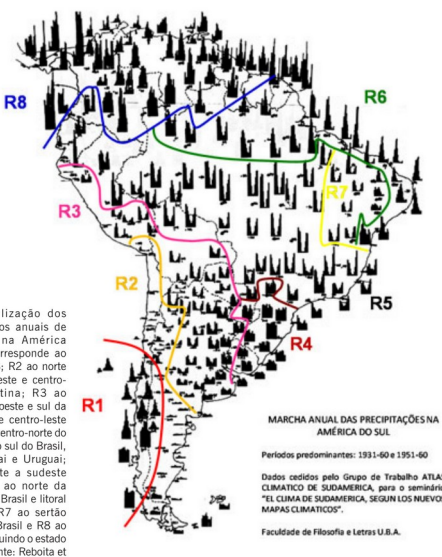 R8
R6
R7
R3
R2
R5
R4
R1
lização dos
os anuais de
na América
rresponde ao
; R2 ao norte
este e centro-
tina; R3 ao
oeste e sul da
e centro-leste
entro-norte do
o sul do Brasil,
ai e Uruguai;
te a sudeste
ao norte da
Brasil e litoral
R7 ao sertão
Brasil e R8 ao
uindo o estado
nte: Reboita et
MARCHA ANUAL DAS PRECIPITAÇÕES NA
AMÉRICA DO SUL
Períodos predominantes: 1931-60 e 1951-60
Dados cedidos pelo Grupo de Trabalho ATLAS
CLIMATICO DE SUDAMERICA, para o seminário
"EL CLIMA DE SUDAMERICA, SEGUN LOS NUEVOS
MAPAS CLIMATICOS".
Faculdade de Filosofia e Letras U.B.A.